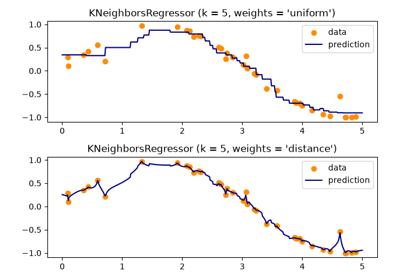 KNeighborsRegressor (k = 5, weights = 'uniform')
1.0
0.5
0.0
−0.5
−1.0
data
prediction
0 1 2 3 4 5
KNeighborsRegressor (k = 5, weights = 'distance')
1.0
0.5
0.0
−0.5
−1.0
data
prediction
0 1 2 3 4 5